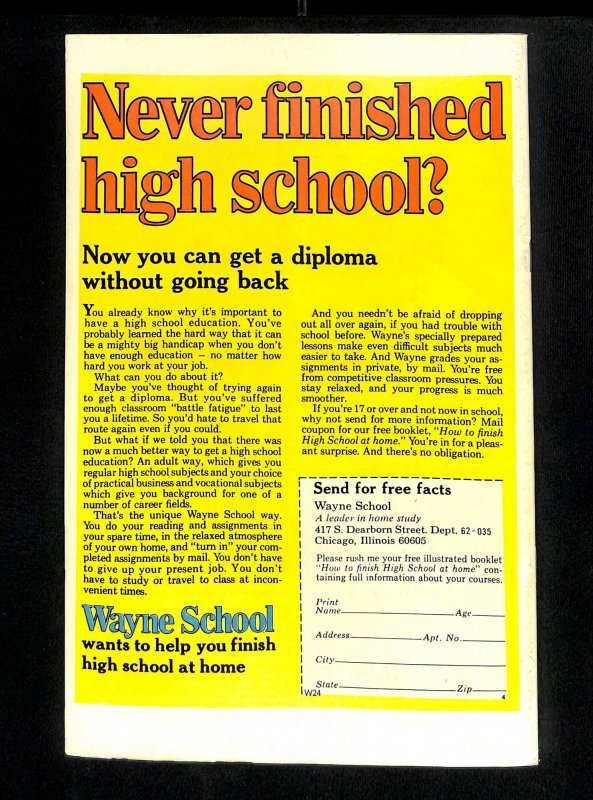 Never finished
high school?
Now you can get a diploma
without going back
You already know why it's important to
have a high school education. You've
probably learned the hard way that it can
be a mighty big handicap when you don't
have enough education – no matter how
hard you work at your job.
What can you do about it?
Maybe you've thought of trying again
to get a diploma. But you've suffered
enough classroom "battle fatigue" to last
you a lifetime. So you'd hate to travel that
route again even if you could.
But what if we told you that there was
now a much better way to get a high school
education? An adult way, which gives you
regular high school subjects and your choice
of practical business and vocational subjects
which give you background for one of a
number of career fields.
That's the unique Wayne School way.
You do your reading and assignments in
your spare time, in the relaxed atmosphere
of your own home, and "turn in" your com-
pleted assignments by mail. You don't have
to give up your present job. You don't
have to study or travel to class at incon-
venient times.
Wayne School
wants to help you finish
high school at home
And you needn't be afraid of dropping
out all over again, if you had trouble with
school before. Wayne's specially prepared
lessons make even difficult subjects much
easier to take. And Wayne grades your as-
signments in private, by mail. You're free
from competitive classroom pressures. You
stay relaxed, and your progress is much
smoother.
If you're 17 or over and not now in school,
why not send for more information? Mail
coupon for our free booklet, "How to finish
High School at home." You're in for a pleas-
ant surprise. And there's no obligation.
Send for free facts
Wayne School
A leader in home study
417 S. Dearborn Street. Dept. 62-035
Chicago, Illinois 60605
Please rush me your free illustrated booklet
"How to finish High School at home" con-
taining full information about your courses.
Print
Name Age
Address Apt. No.
City
State Zip
W24 4